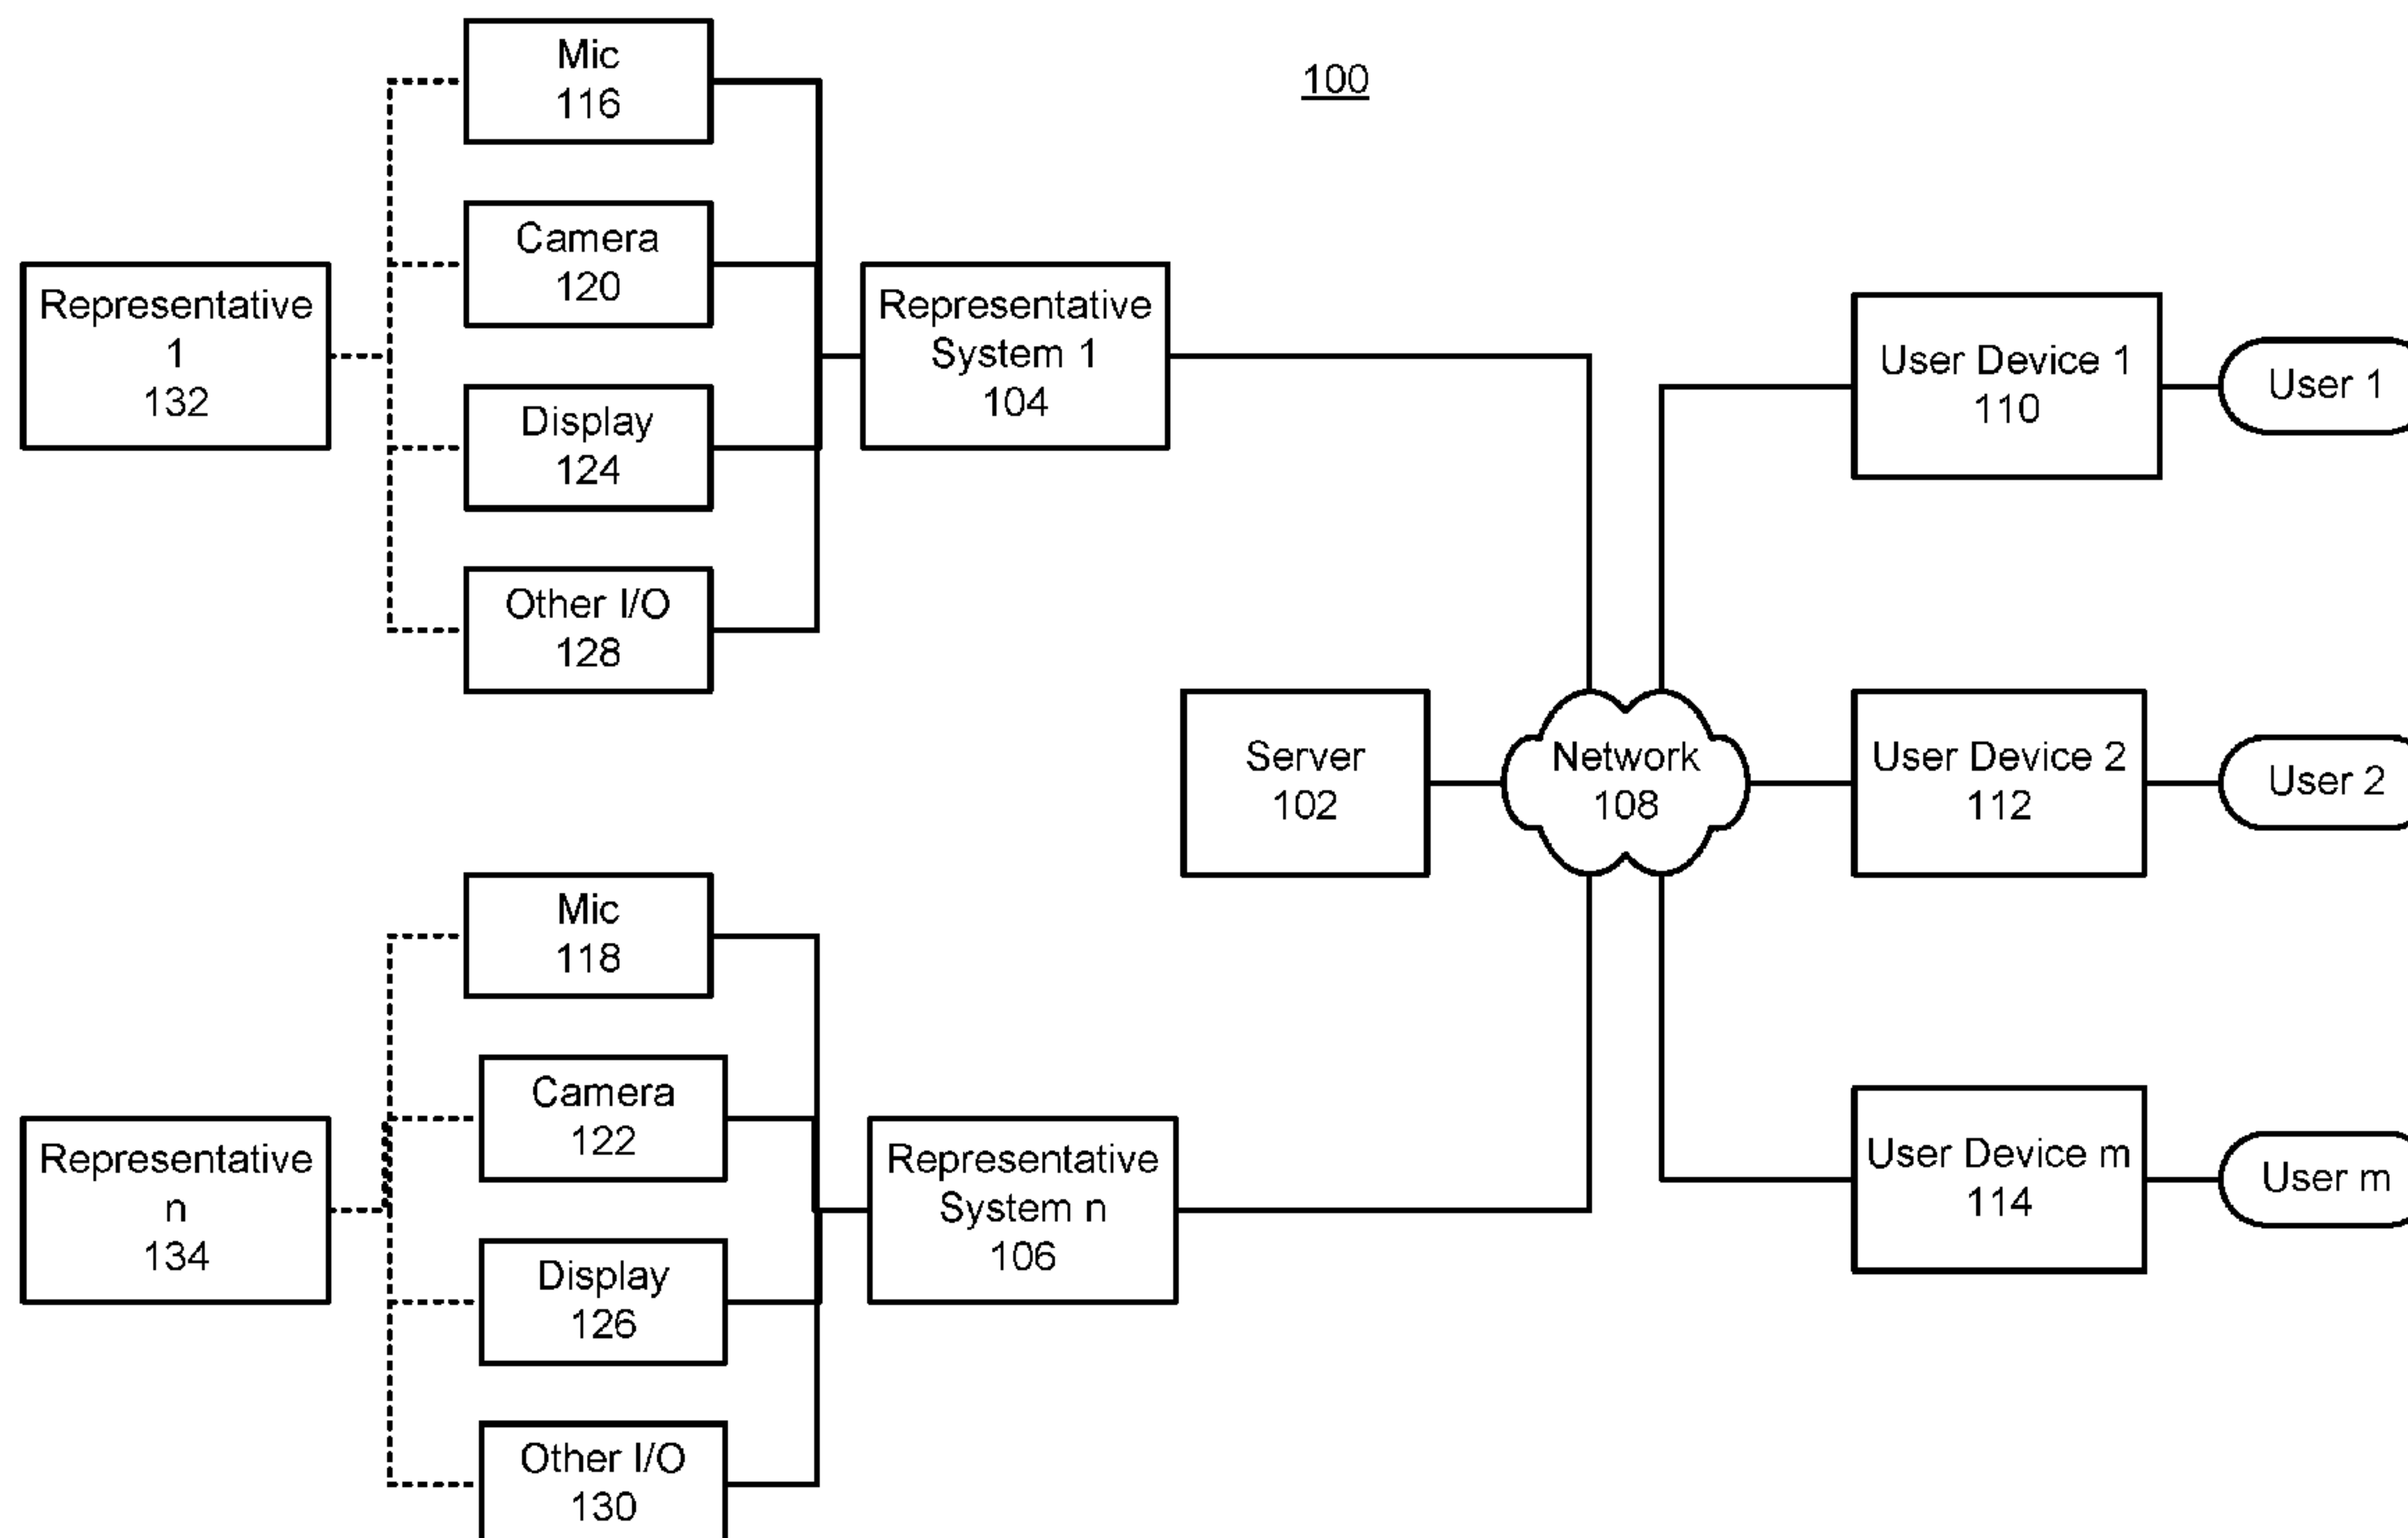 Mic
116
100
Camera
120
Representative
1
132
Representative
System 1
104
User Device 1
110
User 1
Display
124
Other I/O
128
Server
102
Network
108
User Device 2
112
User 2
Mic
118
Camera
122
Representative
n
134
Representative
System n
106
User Device m
114
User m
Display
126
Other I/O
130